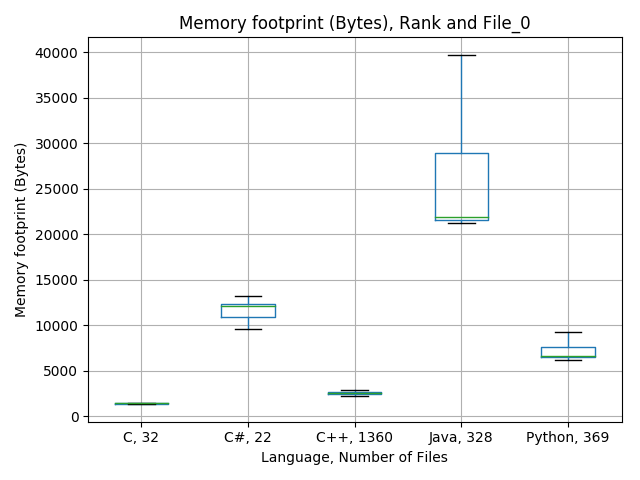 Memory footprint (Bytes), Rank and File_0
Memory footprint (Bytes)
40000
35000
30000
25000
20000
15000
10000
5000
0
C, 32
C#, 22
C++, 1360
Java, 328
Python, 369
Language, Number of Files